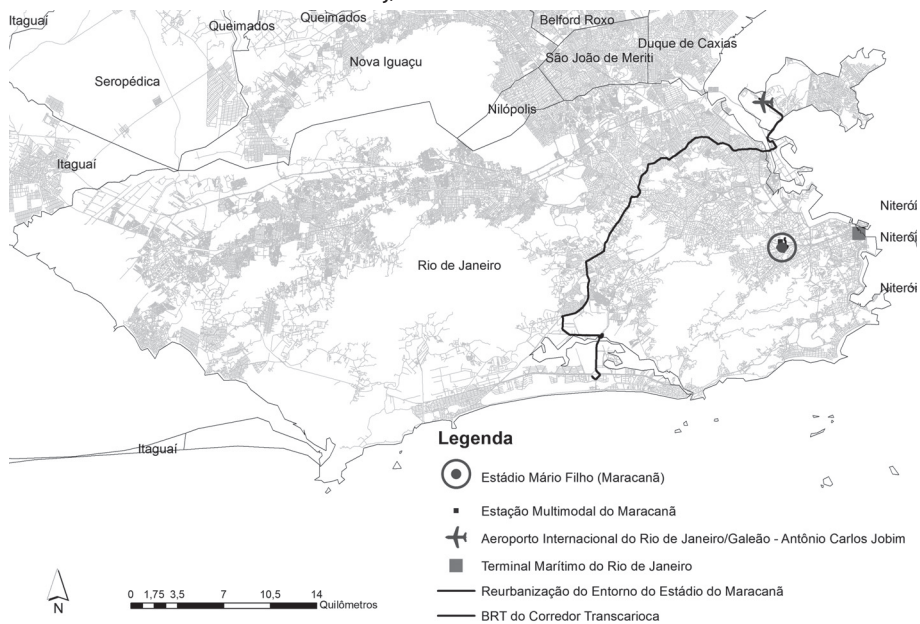 Itaguaí
Queimados
Queimados
Belford Roxo
Duque de Caxias
São João de Meriti
Nova Iguaçu
Seropédica
Nilópolis
Itaguaí
Niterói
Niterói
Rio de Janeiro
Niterói
Itaguaí
Legenda
Estádio Mário Filho (Maracanã)
Estação Multimodal do Maracanã
Aeroporto Internacional do Rio de Janeiro/Galeão - Antônio Carlos Jobim
Terminal Marítimo do Rio de Janeiro
Reurbanização do Entorno do Estádio do Maracanã
BRT do Corredor Transcarioca
N
0 1,75 3,5 7 10,5 14
Quilômetros